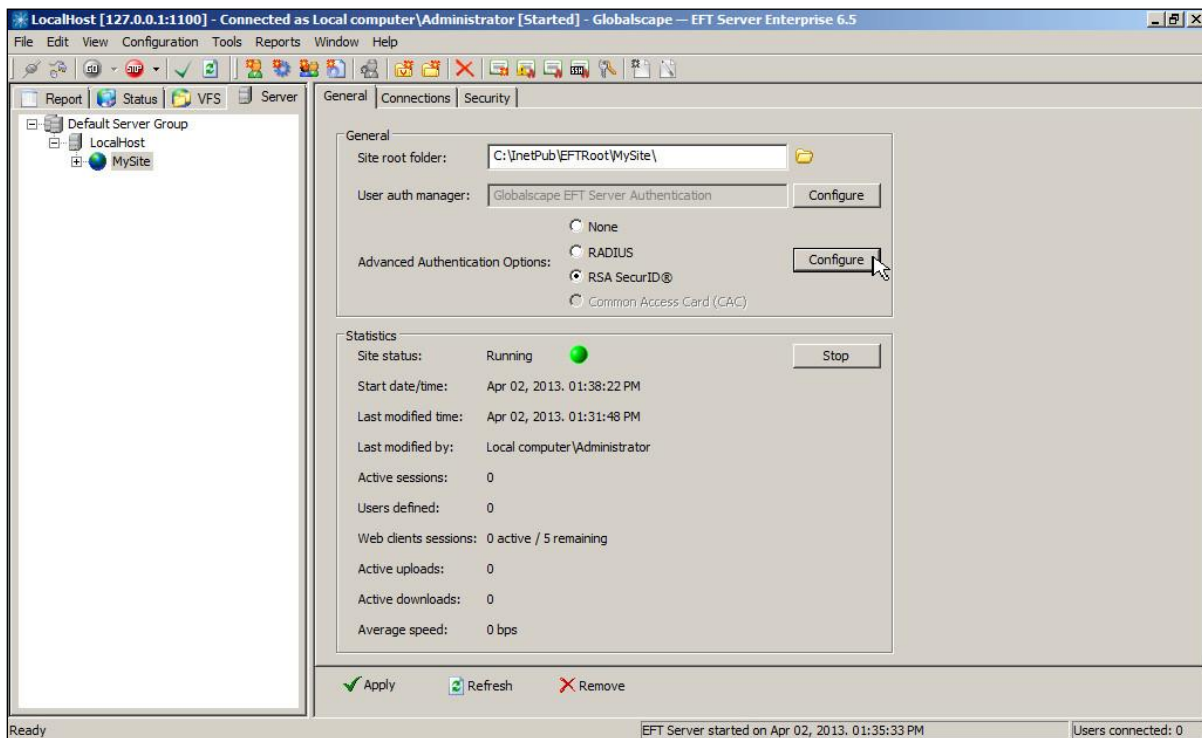 LocalHost [127.0.0.1:1100] - Connected as Local computer\Administrator [Started] - Globalscape — EFT Server Enterprise 6.5
File Edit View Configuration Tools Reports Window Help
GO STOP SSH
Report Status VFS Server
General Connections Security
Default Server Group
LocalHost
MySite
General
Site root folder: C:\InetPub\EFTRoot\MySite\
User auth manager: Globalscape EFT Server Authentication Configure
None
RADIUS
Advanced Authentication Options: Configure
RSA SecurID®
Common Access Card (CAC)
Statistics
Site status: Running Stop
Start date/time: Apr 02, 2013. 01:38:22 PM
Last modified time: Apr 02, 2013. 01:31:48 PM
Last modified by: Local computer\Administrator
Active sessions: 0
Users defined: 0
Web clients sessions: 0 active / 5 remaining
Active uploads: 0
Active downloads: 0
Average speed: 0 bps
Apply Refresh Remove
Ready EFT Server started on Apr 02, 2013. 01:35:33 PM Users connected: 0